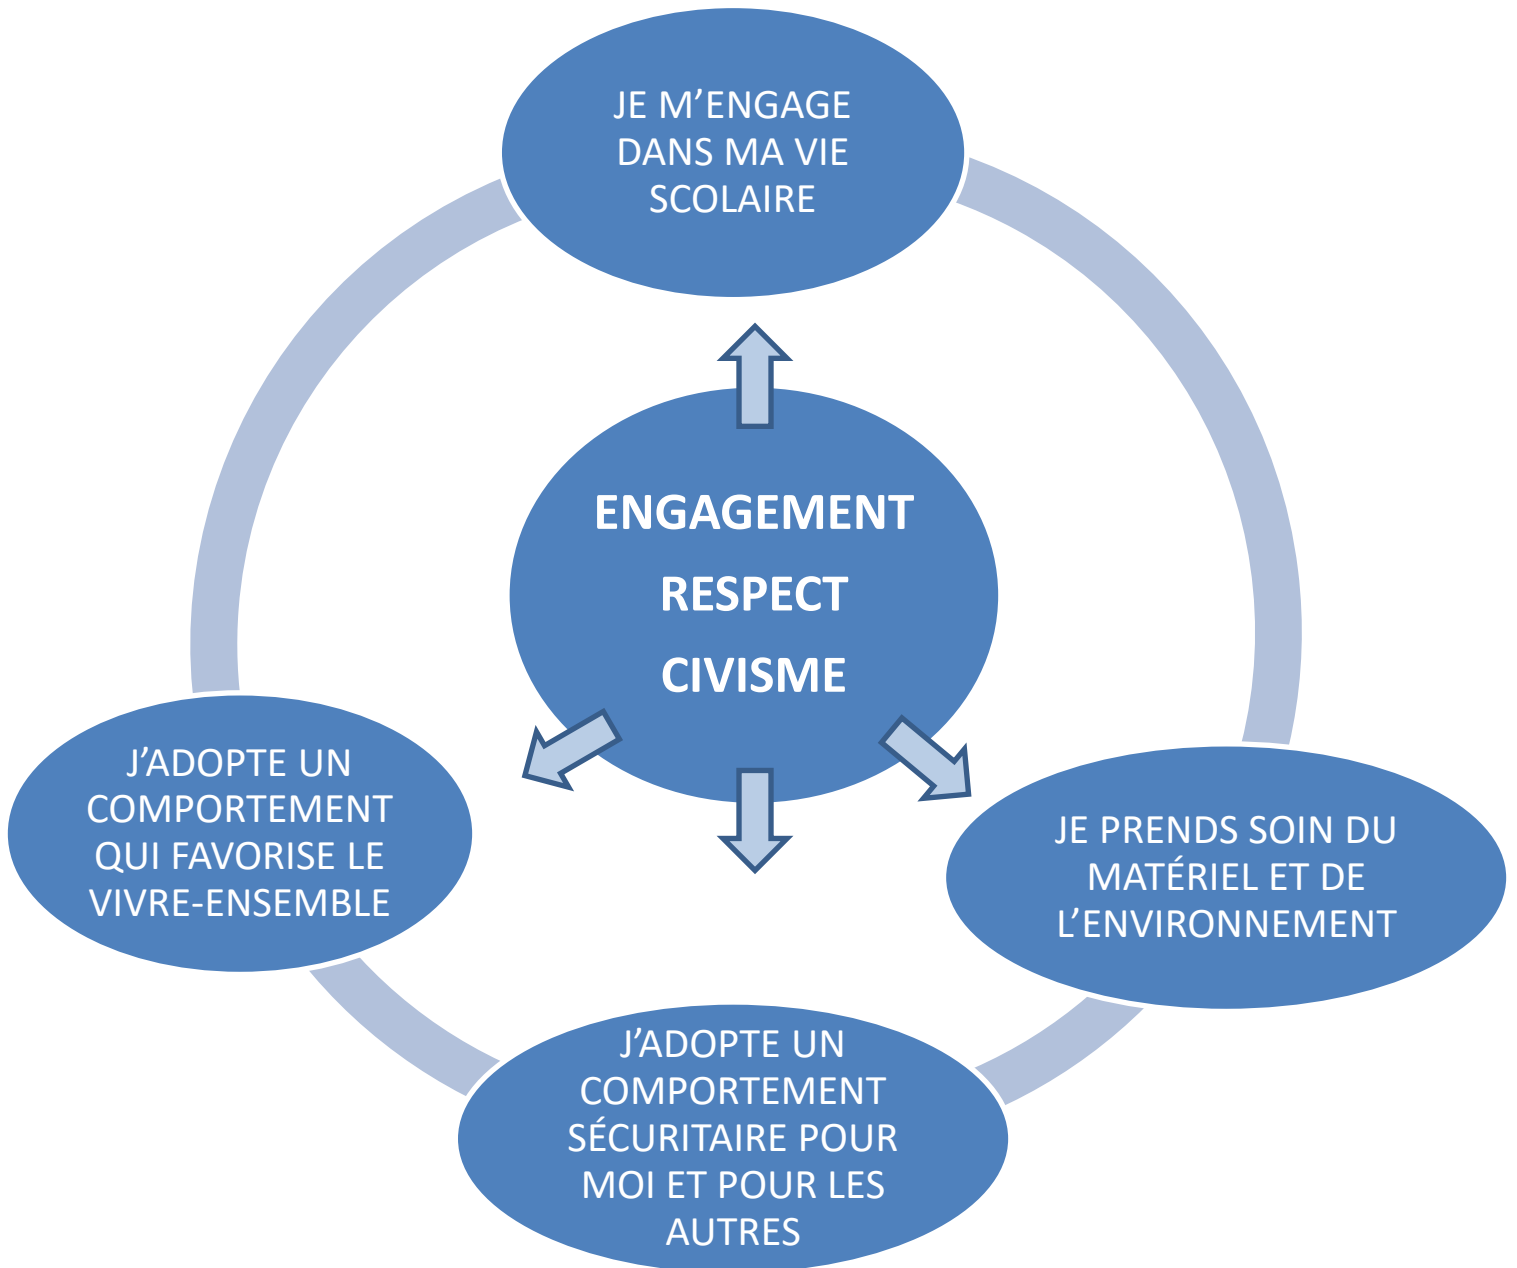 JE M’ENGAGE
DANS MA VIE
SCOLAIRE
ENGAGEMENT
RESPECT
CIVISME
J’ADOPTE UN
COMPORTEMENT
QUI FAVORISE LE
VIVRE-ENSEMBLE
JE PRENDS SOIN DU
MATÉRIEL ET DE
L’ENVIRONNEMENT
J’ADOPTE UN
COMPORTEMENT
SÉCURITAIRE POUR
MOI ET POUR LES
AUTRES